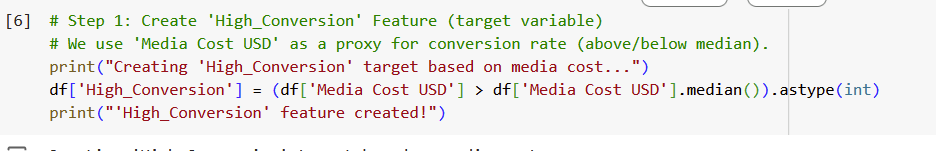 [6] # Step 1: Create 'High_Conversion' Feature (target variable)
# We use 'Media Cost USD' as a proxy for conversion rate (above/below median).
print("Creating 'High_Conversion' target based on media cost...")
df['High_Conversion'] = (df['Media Cost USD'] > df['Media Cost USD'].median()).astype(int)
print("'High_Conversion' feature created!")